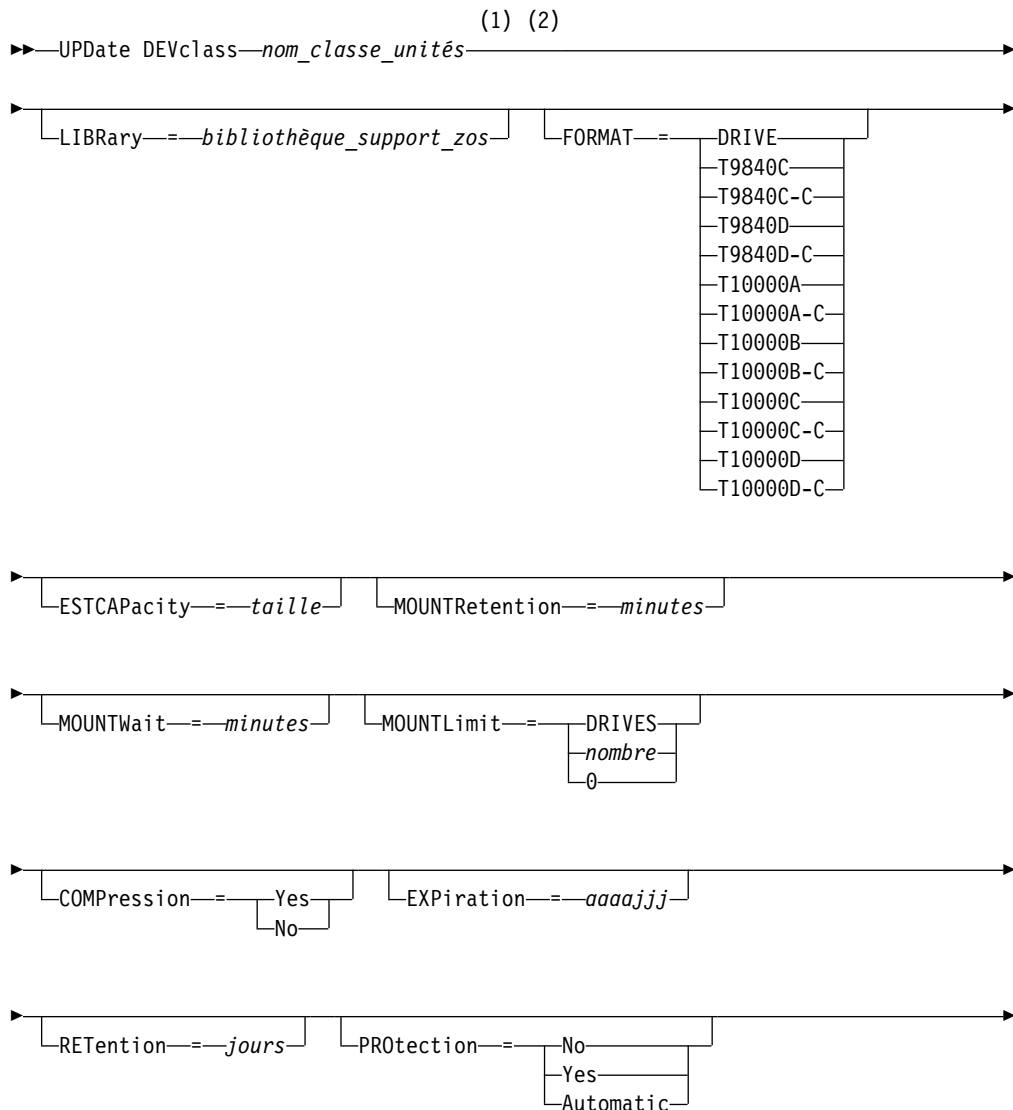 (1) (2)
UPDate DEVclass nom_classe_unités
LIBRary = bibliothèque_support_zos FORMAT = DRIVE
T9840C
T9840C-C
T9840D
T9840D-C
T10000A
T10000A-C
T10000B
T10000B-C
T10000C
T10000C-C
T10000D
T10000D-C
ESTCAPacity = taille MOUNTRetention = minutes
MOUNTWait = minutes MOUNTLimit = DRIVES
nombre
0
COMPression = Yes EXPiration = aaaajjj
No
RETention = jours PROtection = No
Yes
Automatic